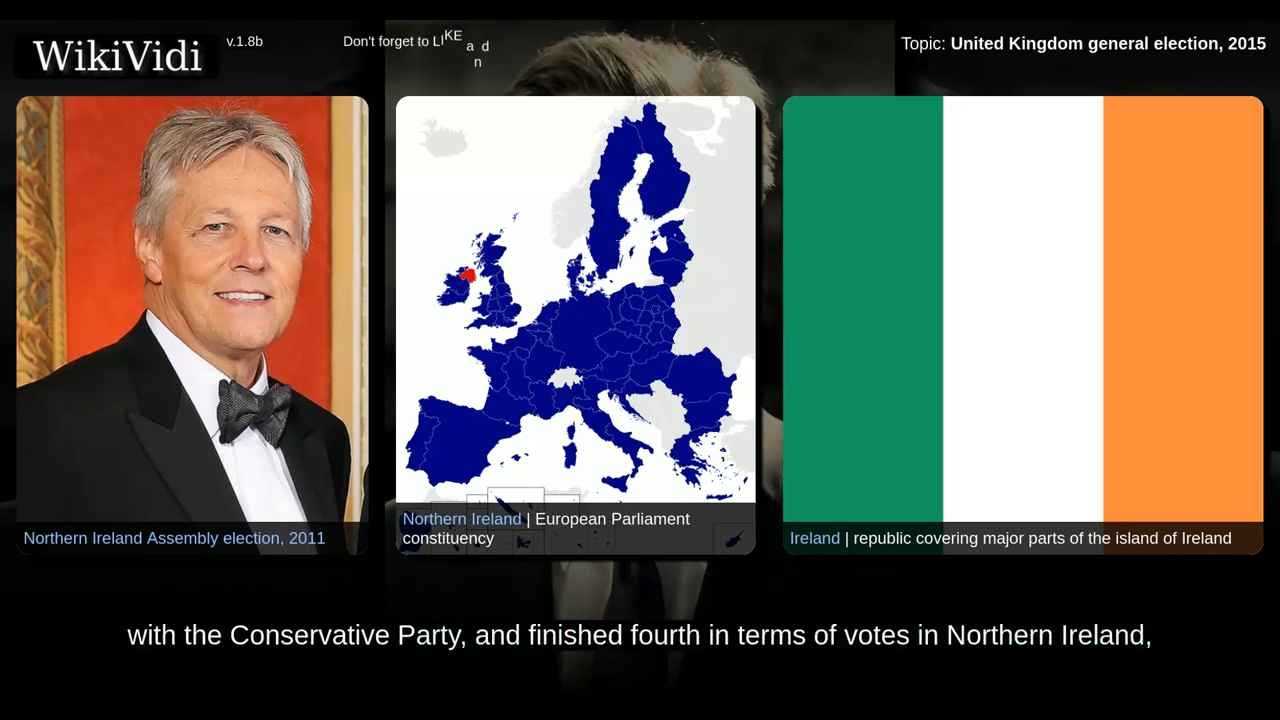 WikiVidi
v.1.8b
Don't forget to LIKE and
Topic: United Kingdom general election, 2015
Northern Ireland Assembly election, 2011
Northern Ireland | European Parliament
constituency
Ireland | republic covering major parts of the island of Ireland
with the Conservative Party, and finished fourth in terms of votes in Northern Ireland,